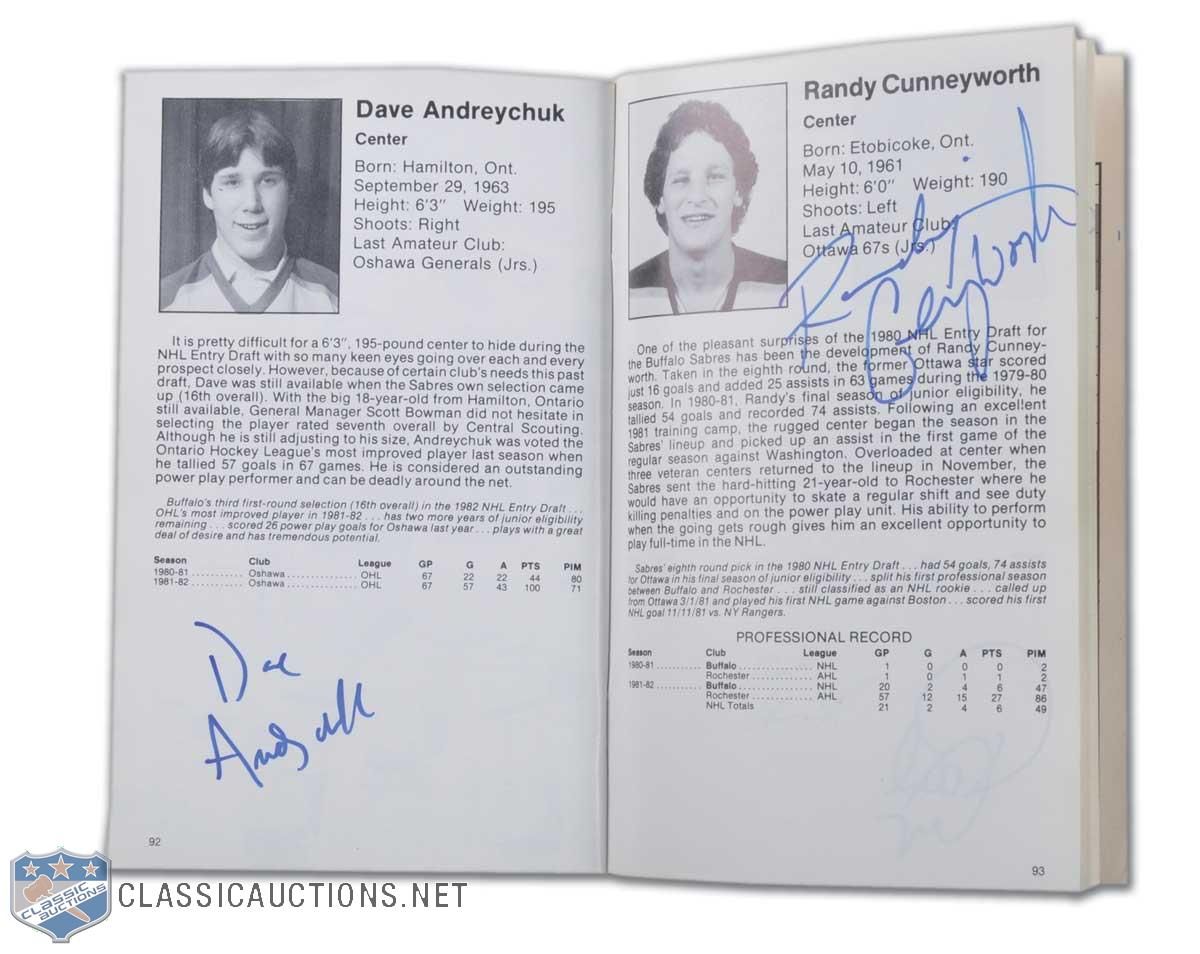 Dave Andreychuk
Center
Born: Hamilton, Ont.
September 29, 1963
Height: 6'3" Weight: 195
Shoots: Right
Last Amateur Club:
Oshawa Generals (Jrs.)
It is pretty difficult for a 6'3", 195-pound center to hide during the
NHL Entry Draft with so many keen eyes going over each and every
prospect closely. However, because of certain club's needs this past
draft, Dave was still available when the Sabres own selection came
up (16th overall). With the big 18-year-old from Hamilton, Ontario
still available, General Manager Scott Bowman did not hesitate in
selecting the player rated seventh overall by Central Scouting.
Although he is still adjusting to his size, Andreychuk was voted the
Ontario Hockey League's most improved player last season when
he tallied 57 goals in 67 games. He is considered an outstanding
power play performer and can be deadly around the net.
Buffalo's third first-round selection (16th overall) in the 1982 NHL Entry Draft . . .
OHL's most improved player in 1981-82 . . . has two more years of junior eligibility
remaining . . . scored 26 power play goals for Oshawa last year . . . plays with a great
deal of desire and has tremendous potential.
Season Club League GP G A PTS PIM
1980-81 . . . . . . . . . . . Oshawa . . . . . . . . . . . . . . . OHL 67 22 22 44 80
1981-82 . . . . . . . . . . . Oshawa . . . . . . . . . . . . . . . OHL 67 57 43 100 71
Dave
Andreychuk
92
Randy Cunneyworth
Center
Born: Etobicoke, Ont.
May 10, 1961
Height: 6'0" Weight: 190
Shoots: Left
Last Amateur Club:
Ottawa 67s (Jrs.)
Randy
Cunneyworth
One of the pleasant surprises of the 1980 NHL Entry Draft for
the Buffalo Sabres has been the development of Randy Cunney-
worth. Taken in the eighth round, the former Ottawa star scored
just 16 goals and added 25 assists in 63 games during the 1979-80
season. In 1980-81, Randy's final season of junior eligibility, he
tallied 54 goals and recorded 74 assists. Following an excellent
1981 training camp, the rugged center began the season in the
Sabres' lineup and picked up an assist in the first game of the
regular season against Washington. Overloaded at center when
three veteran centers returned to the lineup in November, the
Sabres sent the hard-hitting 21-year-old to Rochester where he
would have an opportunity to skate a regular shift and see duty
killing penalties and on the power play unit. His ability to perform
when the going gets rough gives him an excellent opportunity to
play full-time in the NHL.
Sabres' eighth round pick in the 1980 NHL Entry Draft . . . had 54 goals, 74 assists
for Ottawa in his final season of junior eligibility . . . split his first professional season
between Buffalo and Rochester . . . still classified as an NHL rookie . . . called up
from Ottawa 3/1/81 and played his first NHL game against Boston . . . scored his first
NHL goal 11/11/81 vs. NY Rangers.
PROFESSIONAL RECORD
Season Club League GP G A PTS PIM
1980-81 . . . . . . . . . . Buffalo . . . . . . . . . . . . . . . NHL 1 0 0 0 2
Rochester . . . . . . . . . . . . AHL 1 0 1 1 2
1981-82 . . . . . . . . . . Buffalo . . . . . . . . . . . . . . . NHL 20 2 4 6 47
Rochester . . . . . . . . . . . . AHL 57 12 15 27 86
NHL Totals 21 2 4 6 49
93
CLASSIC
AUCTIONS
CLASSICAUCTIONS.NET